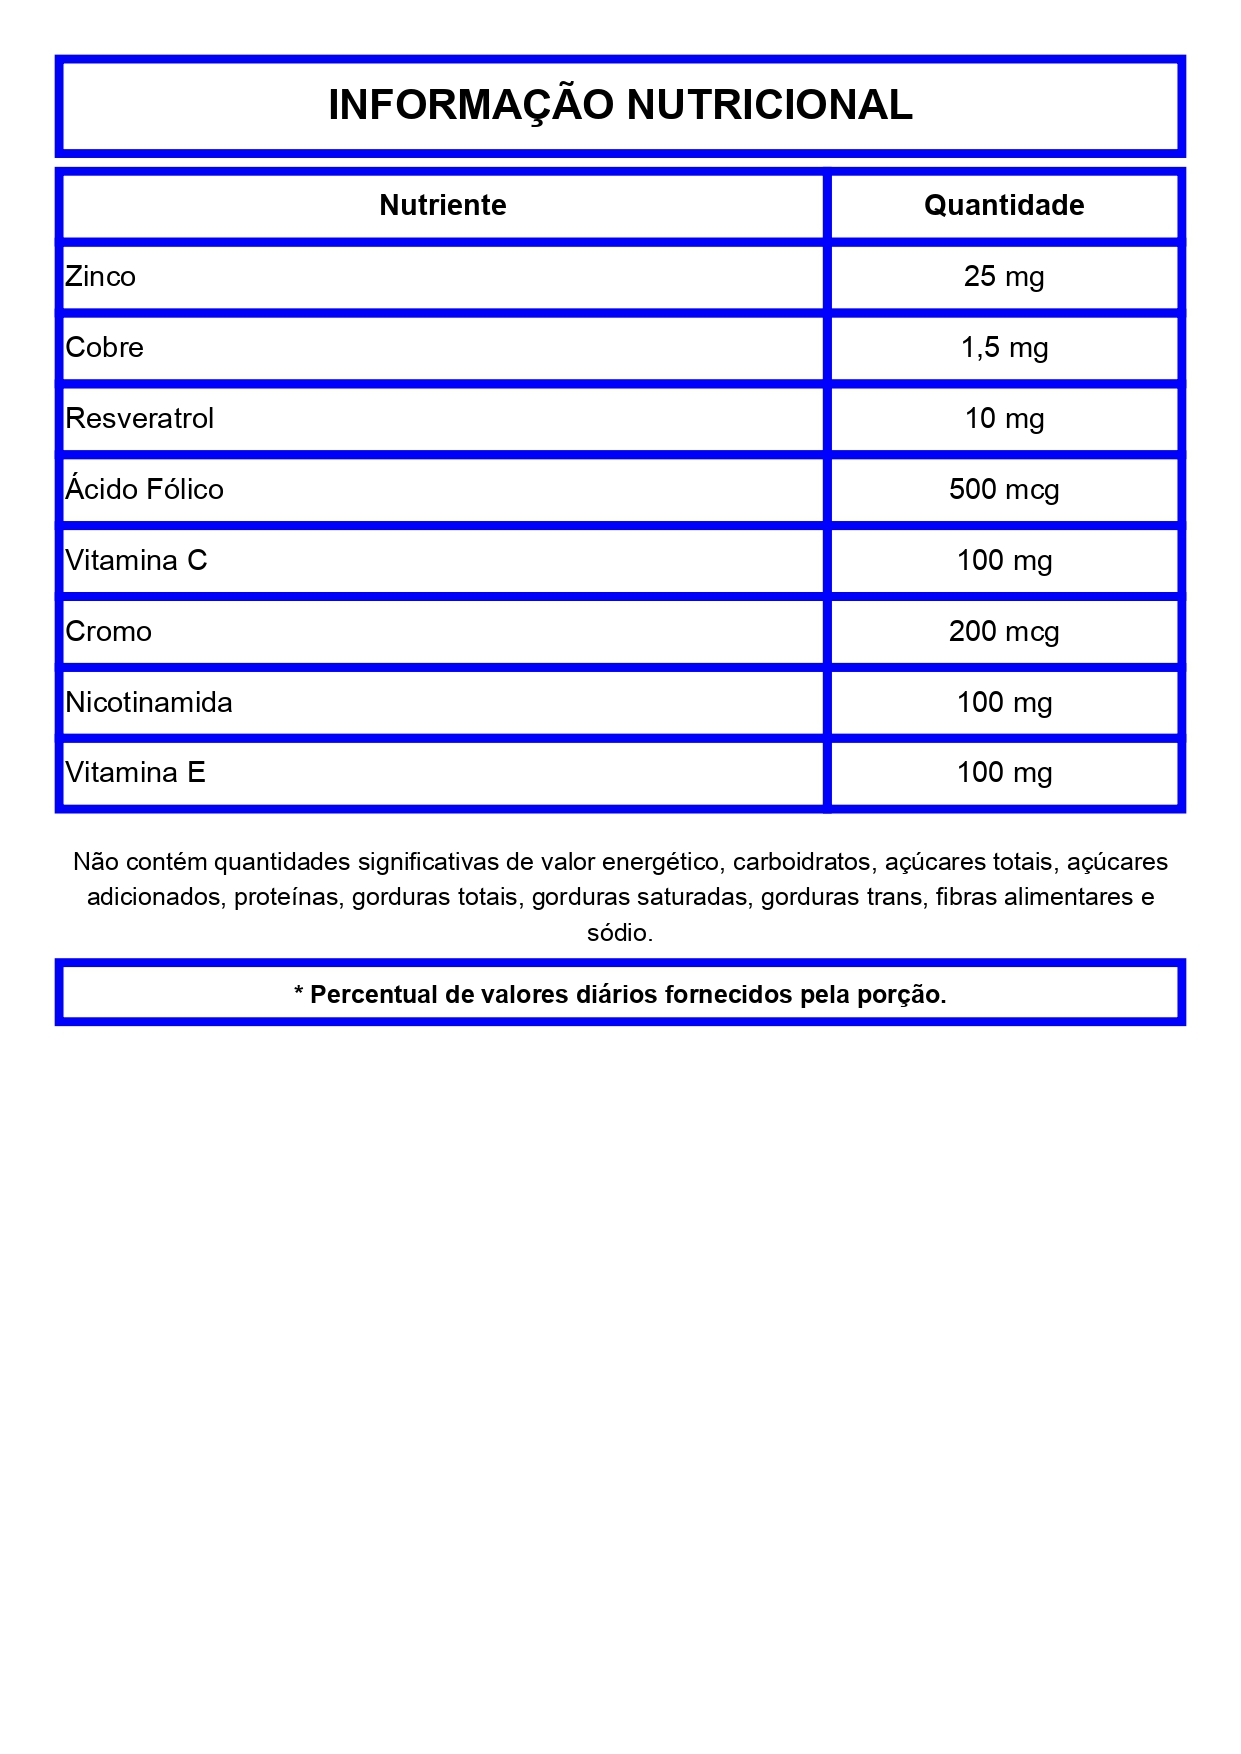 INFORMAÇÃO NUTRICIONAL
Nutriente Quantidade
Zinco 25 mg
Cobre 1,5 mg
Resveratrol 10 mg
Ácido Fólico 500 mcg
Vitamina C 100 mg
Cromo 200 mcg
Nicotinamida 100 mg
Vitamina E 100 mg
Não contém quantidades significativas de valor energético, carboidratos, açúcares totais, açúcares
adicionados, proteínas, gorduras totais, gorduras saturadas, gorduras trans, fibras alimentares e
sódio.
* Percentual de valores diários fornecidos pela porção.